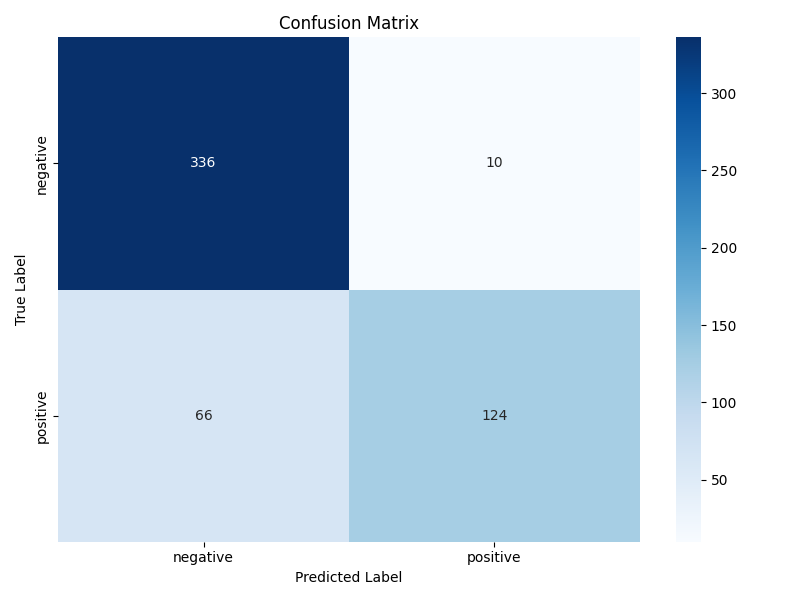 Confusion Matrix
True Label
negative
336
10
positive
66
124
negative
positive
Predicted Label
300
250
200
150
100
50